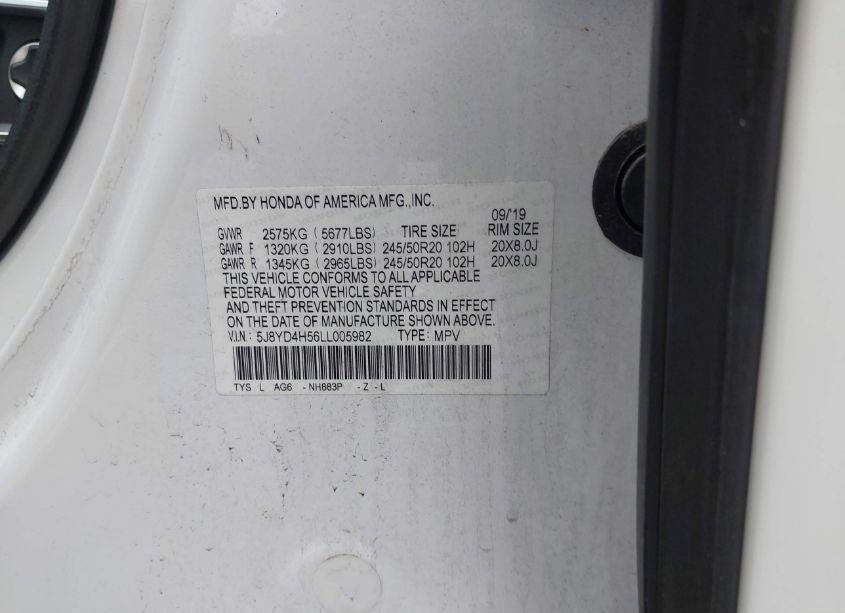 MFD.BY HONDA OF AMERICA MFG.,INC.
09/'19
GVWR 2575KG ( 5677LBS) TIRE SIZE RIM SIZE
GAWR F 1320KG ( 2910LBS) 245/50R20 102H 20X8.0J
GAWR R 1345KG ( 2965LBS) 245/50R20 102H 20X8.0J
THIS VEHICLE CONFORMS TO ALL APPLICABLE
FEDERAL MOTOR VEHICLE SAFETY
AND THEFT PREVENTION STANDARDS IN EFFECT
ON THE DATE OF MANUFACTURE SHOWN ABOVE.
V.I.N: 5J8YD4H56LL005982 TYPE: MPV
TYS L AG6 - NH883P - Z - L